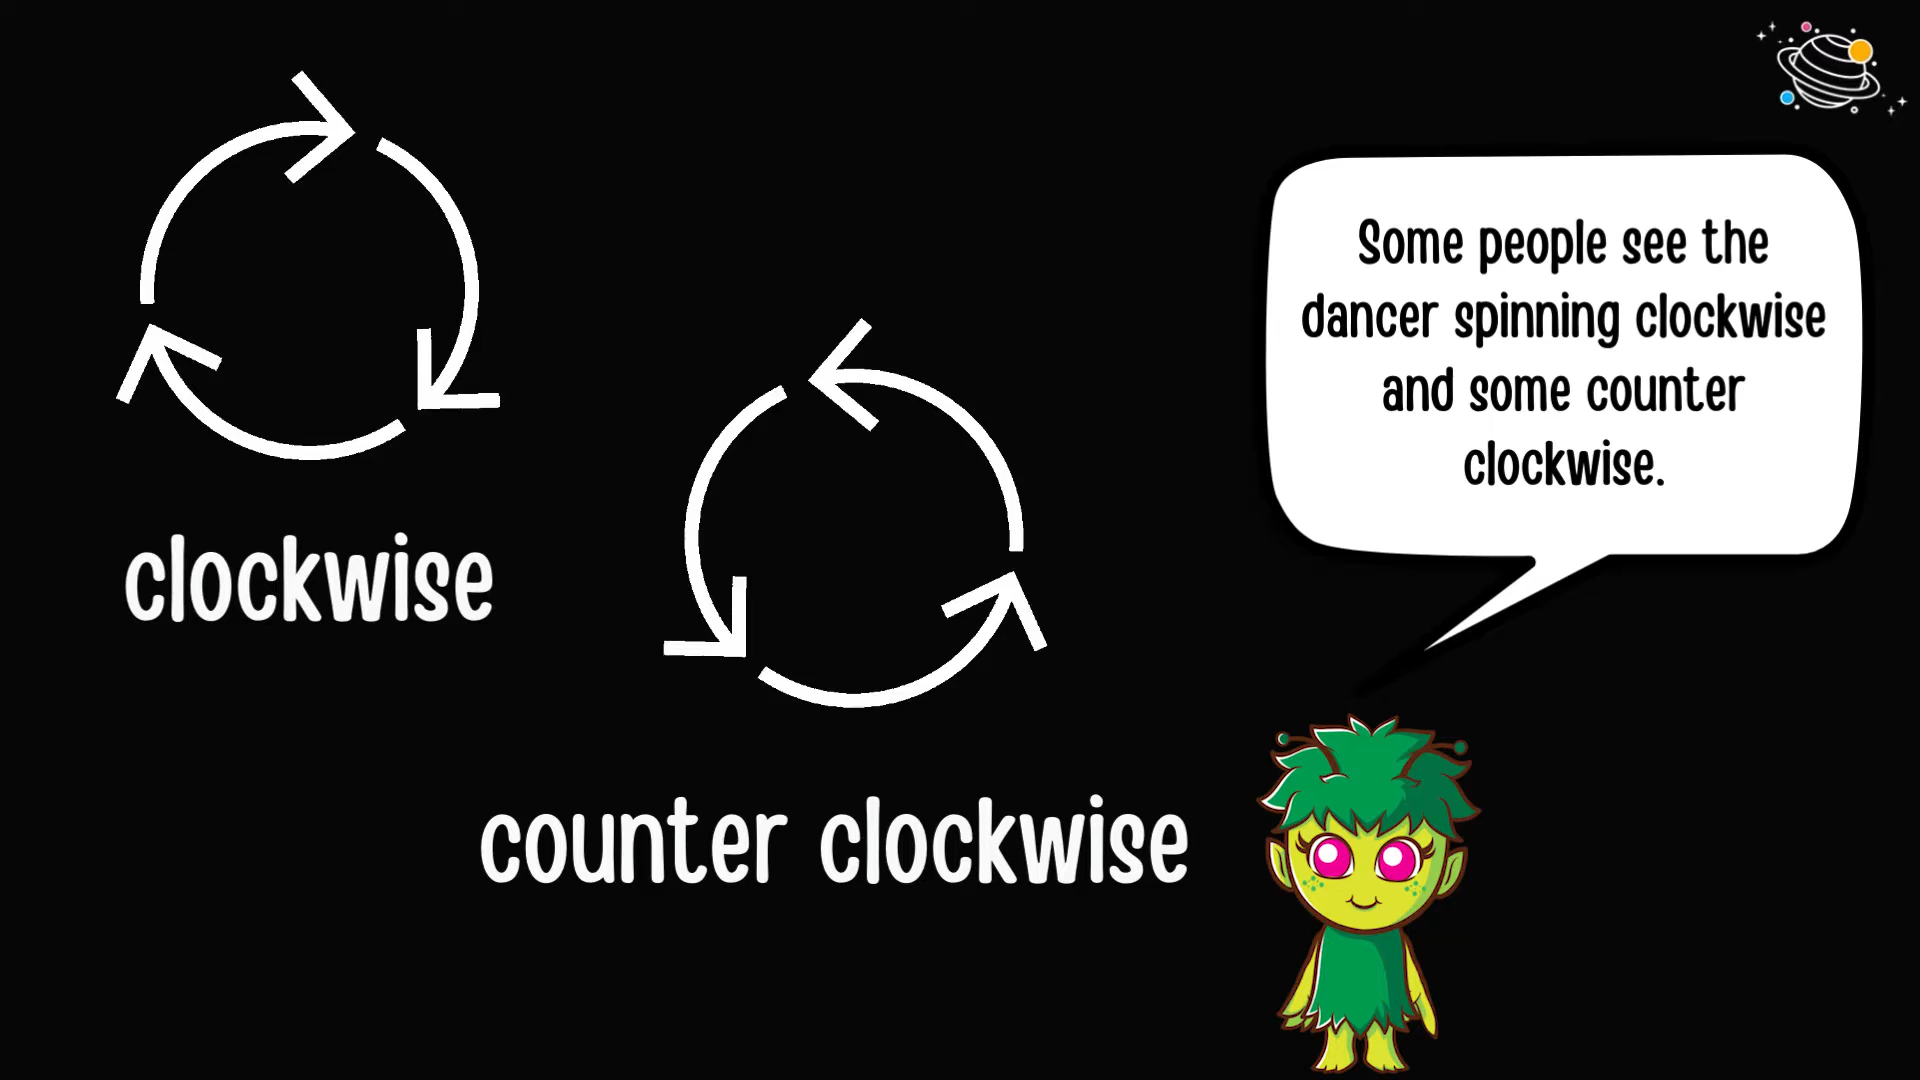 clockwise
counter clockwise
Some people see the
dancer spinning clockwise
and some counter
clockwise.